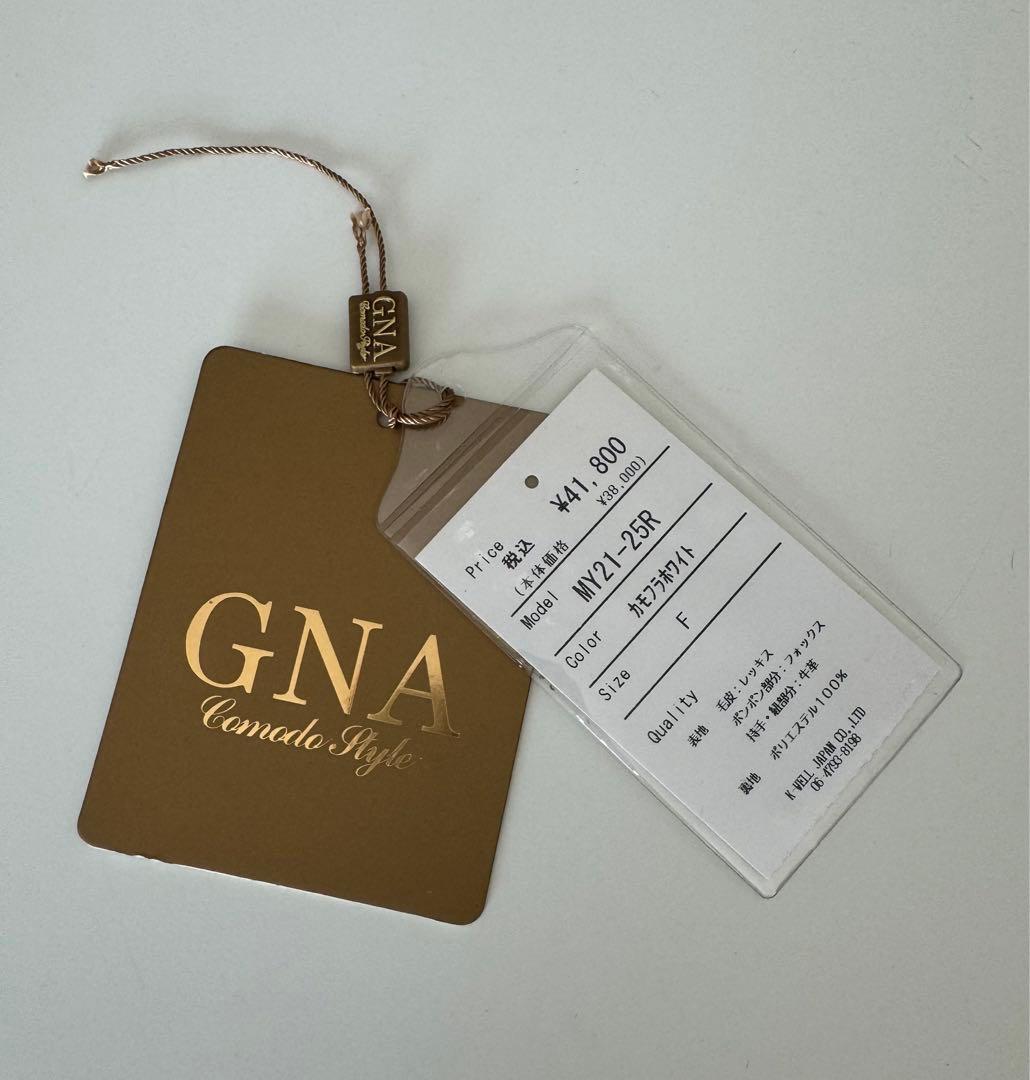 GNA
Comodo Style
GNA
Comodo Style
Price 税込 ¥41,800
(本体価格 ¥38,000)
Model MY21-25R
Color カモフラホワイト
Size F
Quality
表地 毛皮:レッキス
ポンポン部分:フォックス
持手・紐部分:牛革
裏地 ポリエステル100%
K-WELL JAPAN CO.,LTD
06-4793-8198